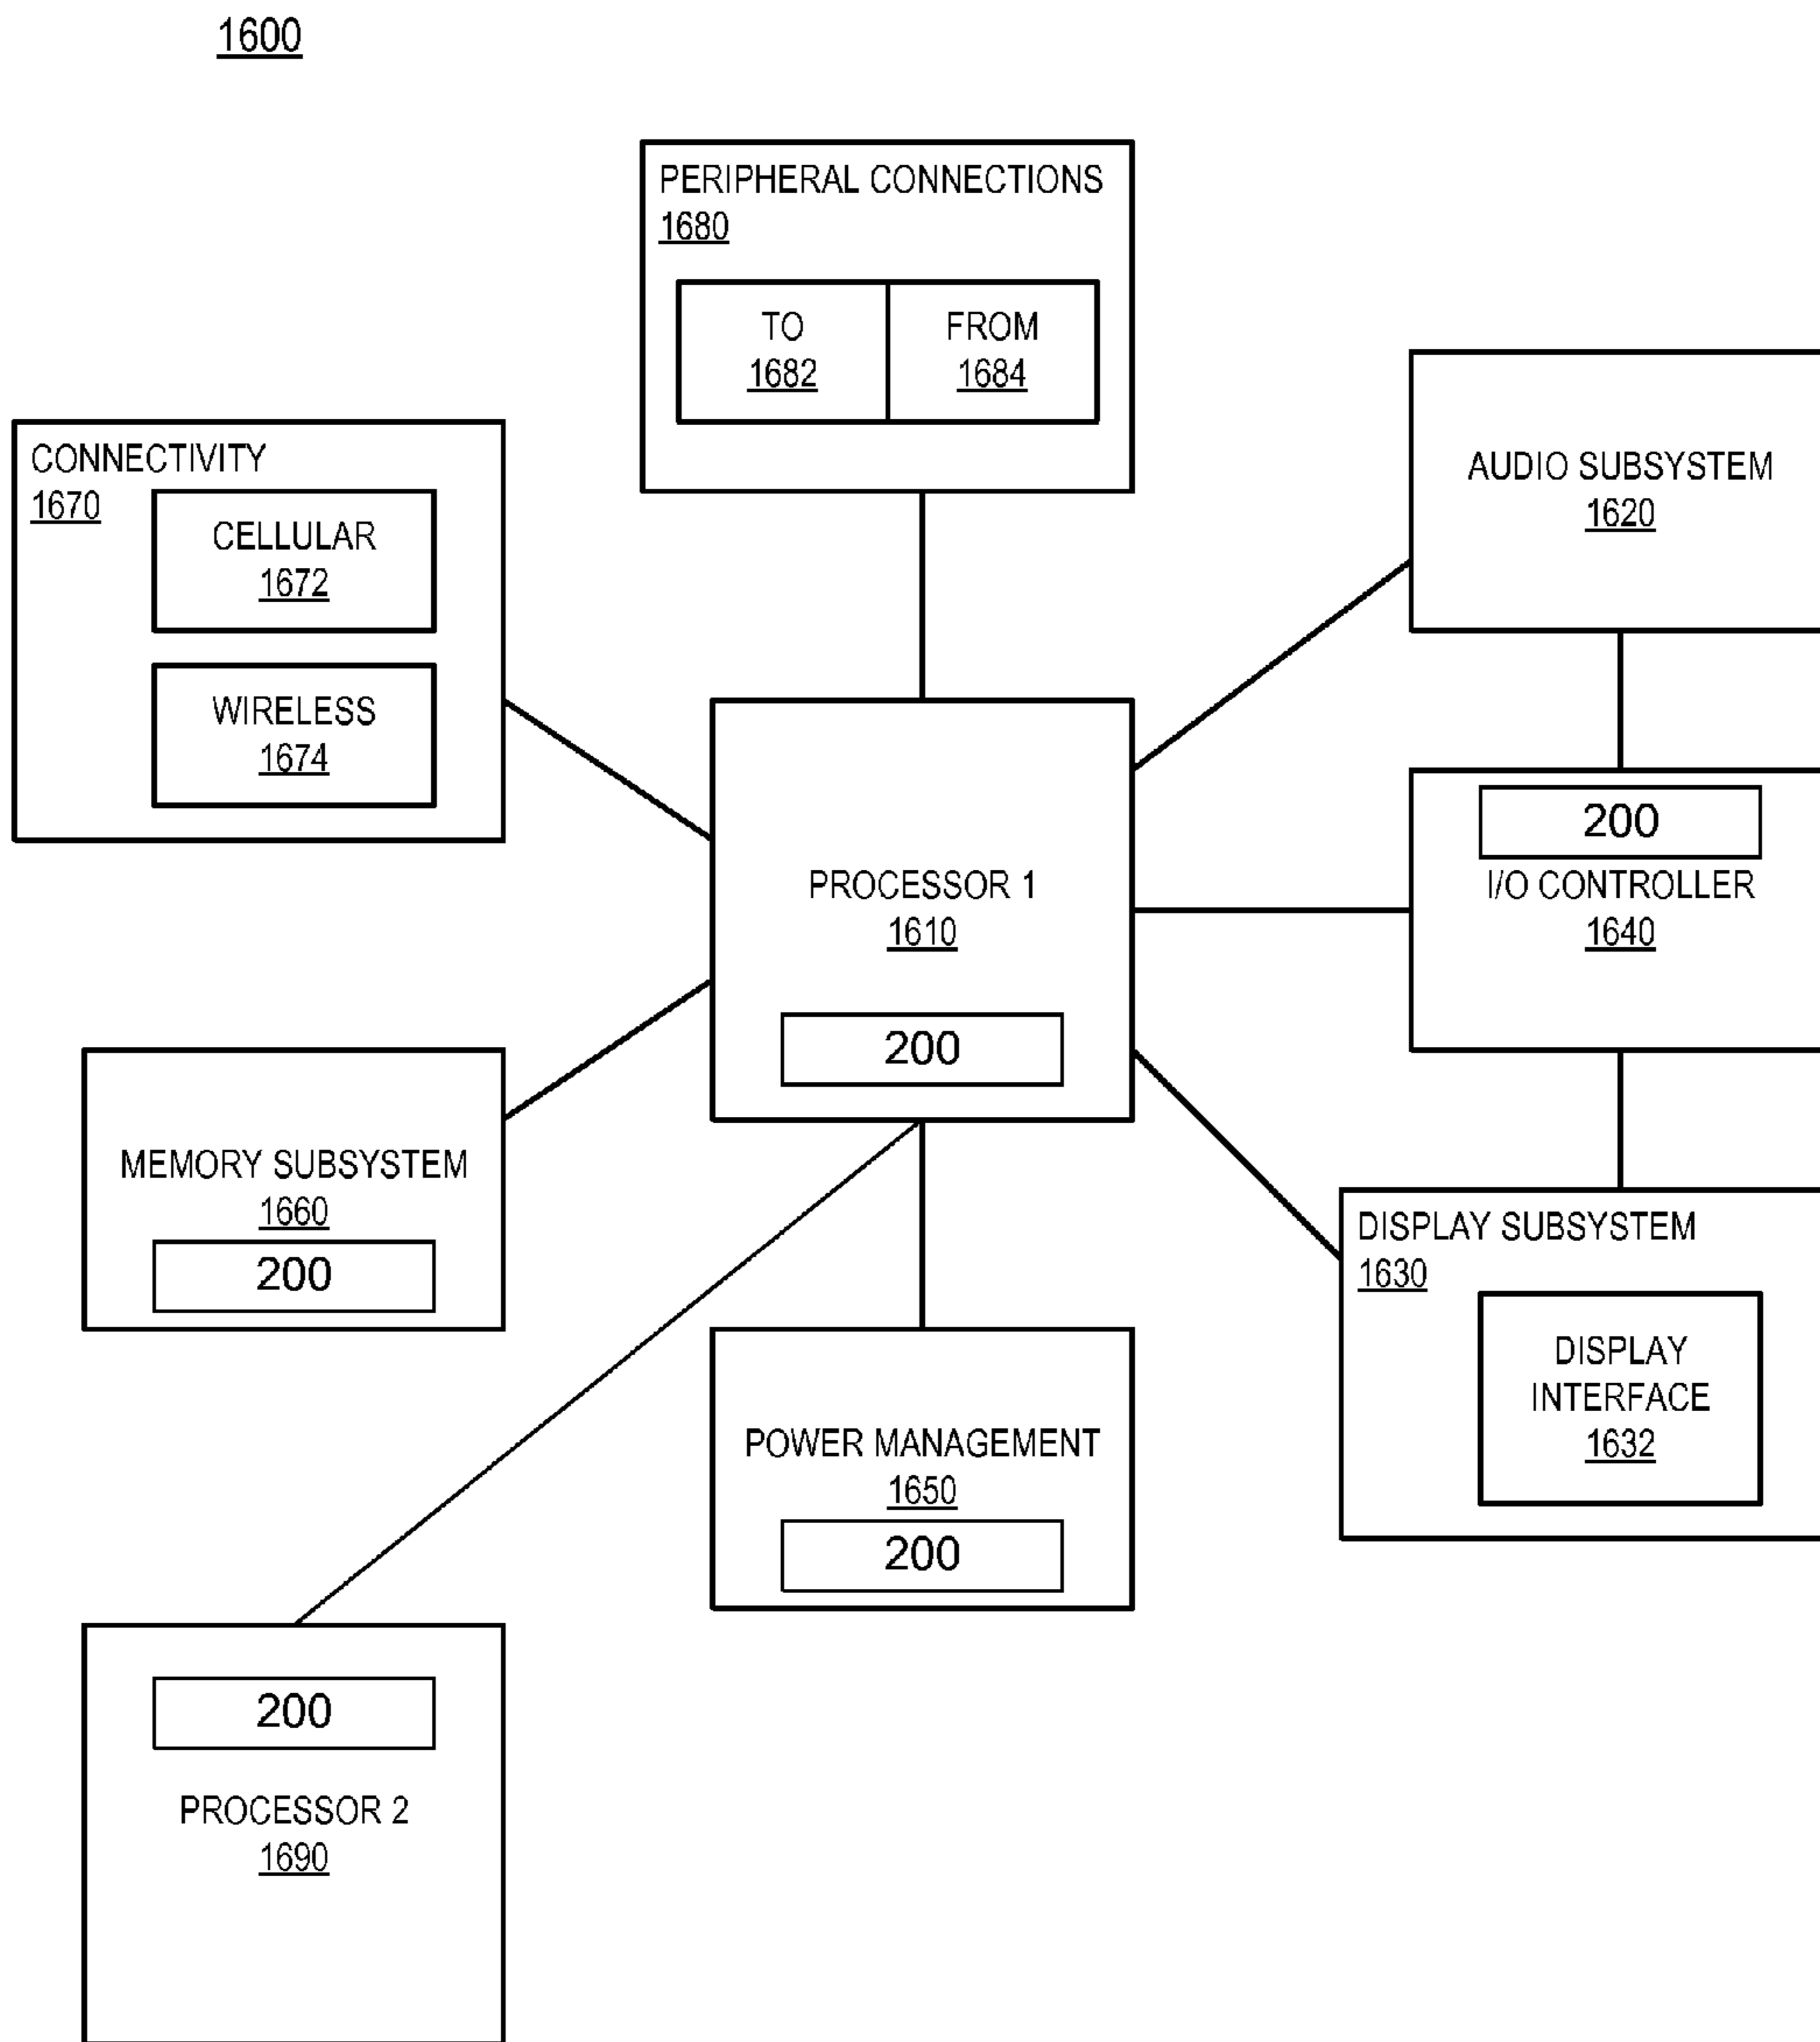 1600
PERIPHERAL CONNECTIONS
1680
TO
1682
FROM
1684
CONNECTIVITY
1670
CELLULAR
1672
WIRELESS
1674
AUDIO SUBSYSTEM
1620
PROCESSOR 1
1610
200
200
I/O CONTROLLER
1640
MEMORY SUBSYSTEM
1660
200
DISPLAY SUBSYSTEM
1630
DISPLAY
INTERFACE
1632
POWER MANAGEMENT
1650
200
200
PROCESSOR 2
1690